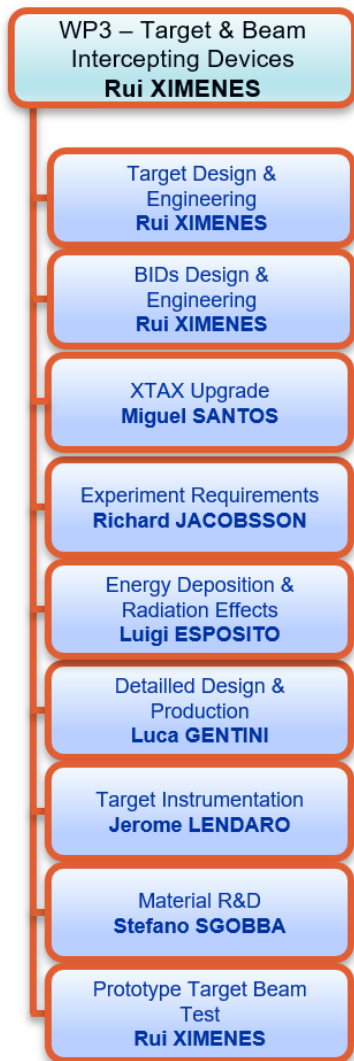 WP3 – Target & Beam
Intercepting Devices
Rui XIMENES
Target Design &
Engineering
Rui XIMENES
BIDs Design &
Engineering
Rui XIMENES
XTAX Upgrade
Miguel SANTOS
Experiment Requirements
Richard JACOBSSON
Energy Deposition &
Radiation Effects
Luigi ESPOSITO
Detailled Design &
Production
Luca GENTINI
Target Instrumentation
Jerome LENDARO
Material R&D
Stefano SGOBBA
Prototype Target Beam
Test
Rui XIMENES